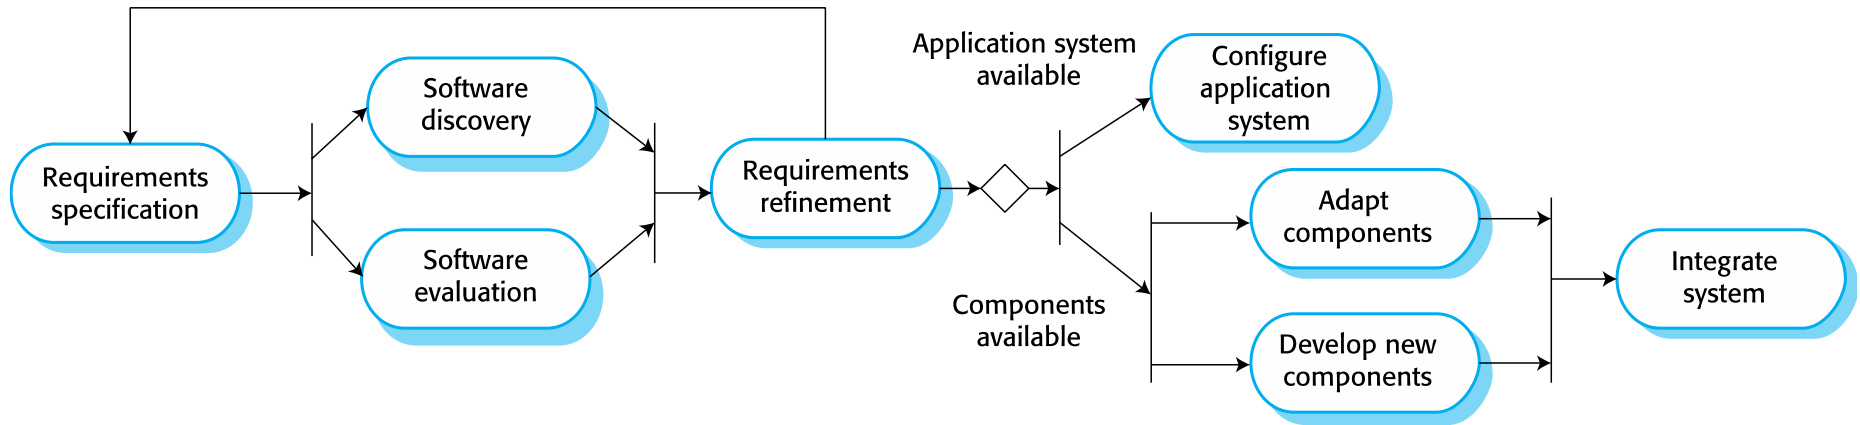 Requirements
specification
Software
discovery
Software
evaluation
Requirements
refinement
Application system
available
Configure
application
system
Components
available
Adapt
components
Develop new
components
Integrate
system